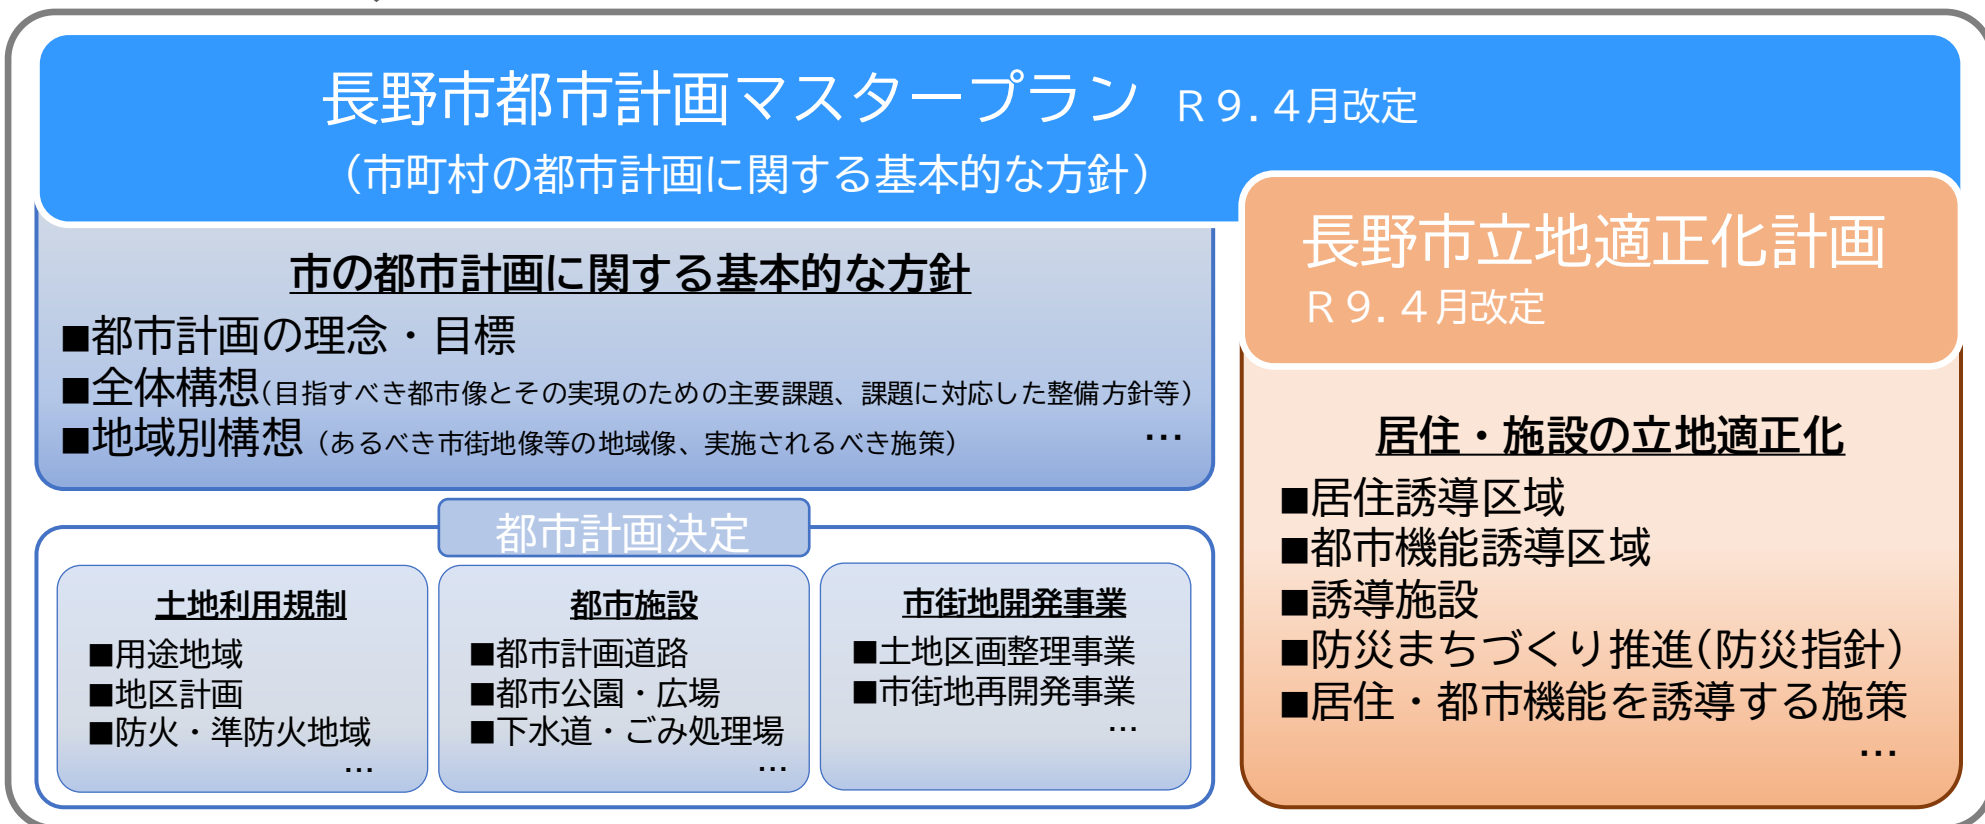 長野市都市計画マスタープラン R9.4月改定
（市町村の都市計画に関する基本的な方針）
市の都市計画に関する基本的な方針
■都市計画の理念・目標
■全体構想(目指すべき都市像とその実現のための主要課題、課題に対応した整備方針等)
■地域別構想（あるべき市街地像等の地域像、実施されるべき施策） …
都市計画決定
土地利用規制
■用途地域
■地区計画
■防火・準防火地域
…
都市施設
■都市計画道路
■都市公園・広場
■下水道・ごみ処理場
…
市街地開発事業
■土地区画整理事業
■市街地再開発事業
…
長野市立地適正化計画
R9.4月改定
居住・施設の立地適正化
■居住誘導区域
■都市機能誘導区域
■誘導施設
■防災まちづくり推進(防災指針)
■居住・都市機能を誘導する施策
…